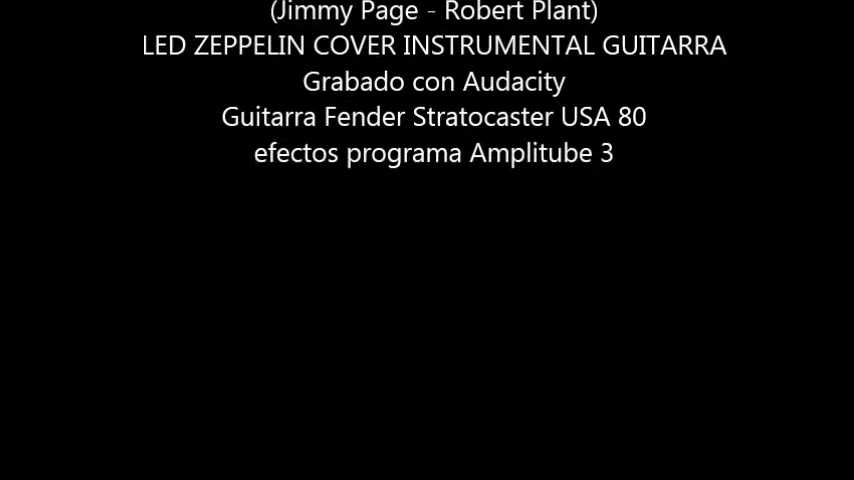 (Jimmy Page - Robert Plant)
LED ZEPPELIN COVER INSTRUMENTAL GUITARRA
Grabado con Audacity
Guitarra Fender Stratocaster USA 80
efectos programa Amplitube 3